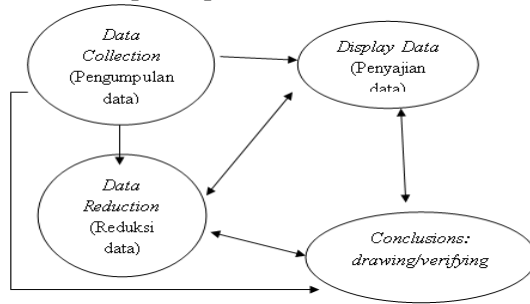 Data
Collection
(Pengumpulan
data)
Display Data
(Penyajian
data)
Data
Reduction
(Reduksi
data)
Conclusions:
drawing/verifying